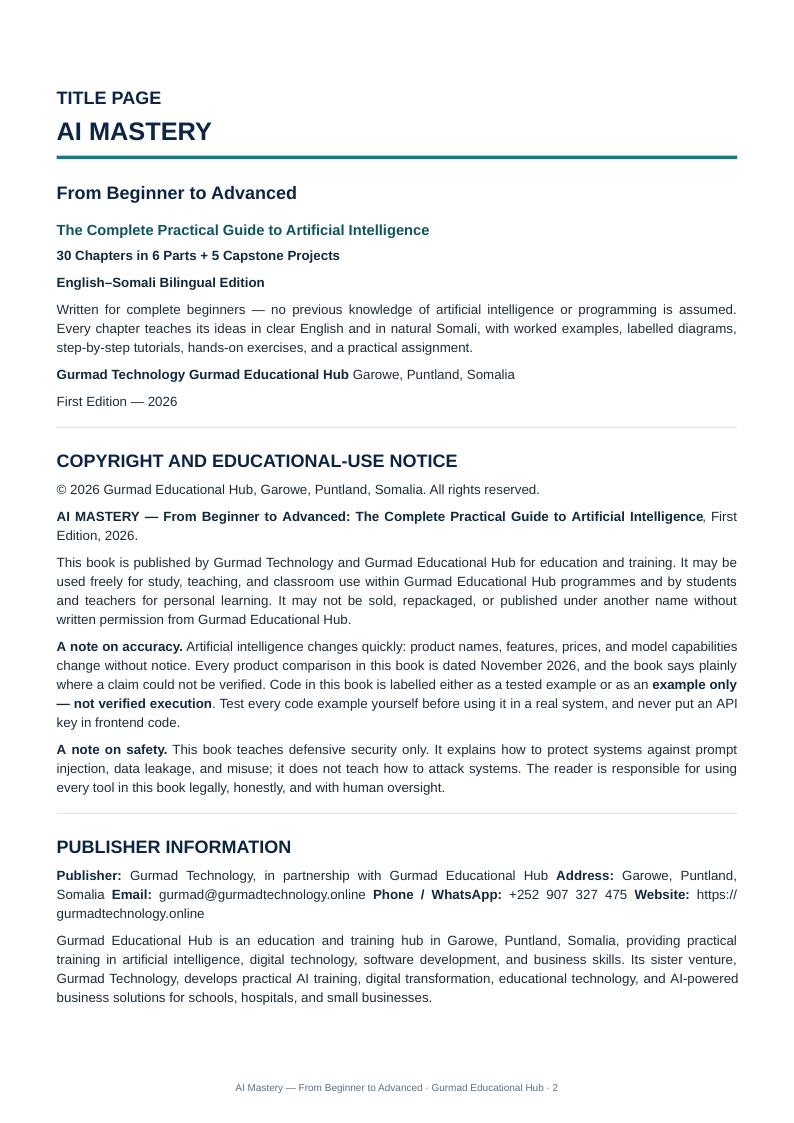 TITLE PAGE
AI MASTERY
From Beginner to Advanced
The Complete Practical Guide to Artificial Intelligence
30 Chapters in 6 Parts + 5 Capstone Projects
English–Somali Bilingual Edition
Written for complete beginners — no previous knowledge of artificial intelligence or programming is assumed.
Every chapter teaches its ideas in clear English and in natural Somali, with worked examples, labelled diagrams,
step-by-step tutorials, hands-on exercises, and a practical assignment.
Gurmad Technology Gurmad Educational Hub Garowe, Puntland, Somalia
First Edition — 2026
COPYRIGHT AND EDUCATIONAL-USE NOTICE
© 2026 Gurmad Educational Hub, Garowe, Puntland, Somalia. All rights reserved.
AI MASTERY — From Beginner to Advanced: The Complete Practical Guide to Artificial Intelligence, First
Edition, 2026.
This book is published by Gurmad Technology and Gurmad Educational Hub for education and training. It may be
used freely for study, teaching, and classroom use within Gurmad Educational Hub programmes and by students
and teachers for personal learning. It may not be sold, repackaged, or published under another name without
written permission from Gurmad Educational Hub.
A note on accuracy. Artificial intelligence changes quickly: product names, features, prices, and model capabilities
change without notice. Every product comparison in this book is dated November 2026, and the book says plainly
where a claim could not be verified. Code in this book is labelled either as a tested example or as an example only
— not verified execution. Test every code example yourself before using it in a real system, and never put an API
key in frontend code.
A note on safety. This book teaches defensive security only. It explains how to protect systems against prompt
injection, data leakage, and misuse; it does not teach how to attack systems. The reader is responsible for using
every tool in this book legally, honestly, and with human oversight.
PUBLISHER INFORMATION
Publisher: Gurmad Technology, in partnership with Gurmad Educational Hub Address: Garowe, Puntland,
Somalia Email: gurmad@gurmadtechnology.online Phone / WhatsApp: +252 907 327 475 Website: https://
gurmadtechnology.online
Gurmad Educational Hub is an education and training hub in Garowe, Puntland, Somalia, providing practical
training in artificial intelligence, digital technology, software development, and business skills. Its sister venture,
Gurmad Technology, develops practical AI training, digital transformation, educational technology, and AI-powered
business solutions for schools, hospitals, and small businesses.
AI Mastery — From Beginner to Advanced · Gurmad Educational Hub · 2